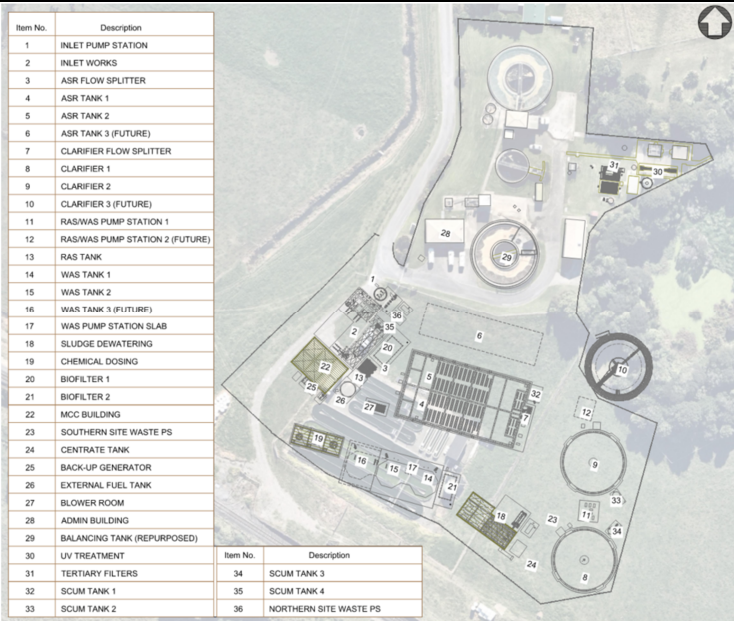 Item No. Description
1 INLET PUMP STATION
2 INLET WORKS
3 ASR FLOW SPLITTER
4 ASR TANK 1
5 ASR TANK 2
6 ASR TANK 3 (FUTURE)
7 CLARIFIER FLOW SPLITTER
8 CLARIFIER 1
9 CLARIFIER 2
10 CLARIFIER 3 (FUTURE)
11 RAS/WAS PUMP STATION 1
12 RAS/WAS PUMP STATION 2 (FUTURE)
13 RAS TANK
14 WAS TANK 1
15 WAS TANK 2
16 WAS TANK 3 (FUTURE)
17 WAS PUMP STATION SLAB
18 SLUDGE DEWATERING
19 CHEMICAL DOSING
20 BIOFILTER 1
21 BIOFILTER 2
22 MCC BUILDING
23 SOUTHERN SITE WASTE PS
24 CENTRATE TANK
25 BACK-UP GENERATOR
26 EXTERNAL FUEL TANK
27 BLOWER ROOM
28 ADMIN BUILDING
29 BALANCING TANK (REPURPOSED)
30 UV TREATMENT
31 TERTIARY FILTERS
32 SCUM TANK 1
33 SCUM TANK 2
Item No. Description
34 SCUM TANK 3
35 SCUM TANK 4
36 NORTHERN SITE WASTE PS
31
30
28
29
1
36
35
2
20
6
3
22
13
5
10
25
26
27
4
32
7
12
19
16
15
17
14
21
9
33
18
23
11
34
24
8